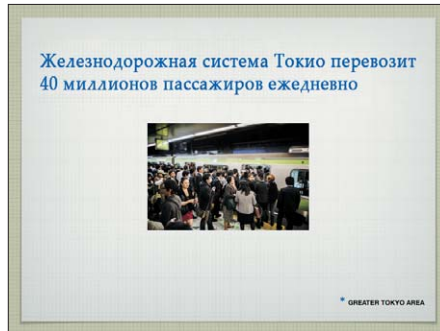 Железнодорожная система Токио перевозит
40 миллионов пассажиров ежедневно
* GREATER TOKYO AREA